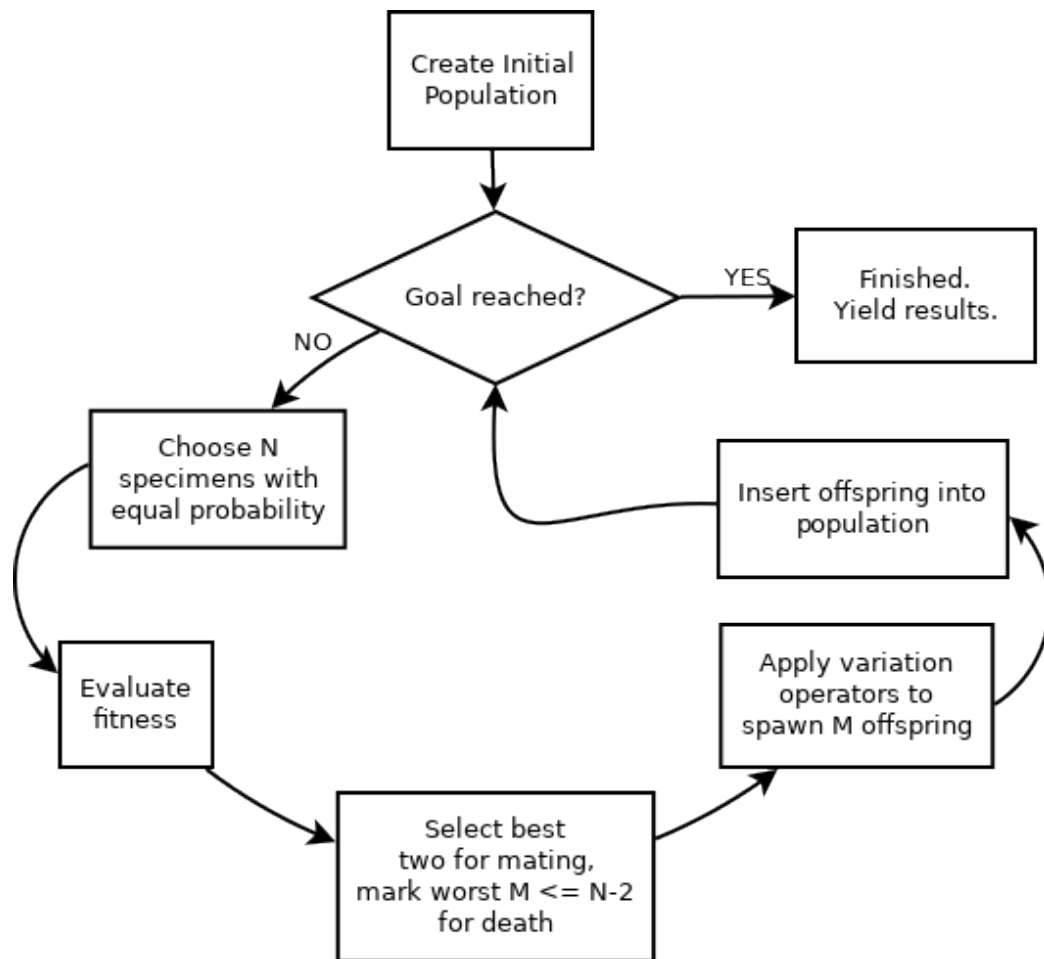 Create Initial
Population
Goal reached?
YES
Finished.
Yield results.
NO
Choose N
specimens with
equal probability
Evaluate
fitness
Select best
two for mating,
mark worst M <= N-2
for death
Apply variation
operators to
spawn M offspring
Insert offspring into
population